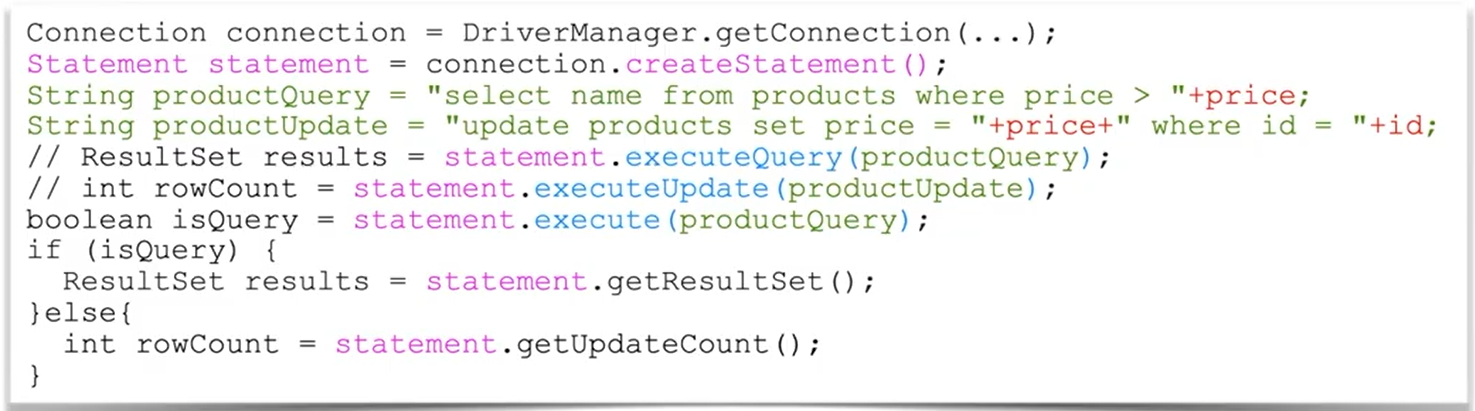 Connection connection = DriverManager.getConnection(...);
Statement statement = connection.createStatement();
String productQuery = "select name from products where price > "+price;
String productUpdate = "update products set price = "+price+" where id = "+id;
// ResultSet results = statement.executeQuery(productQuery);
// int rowCount = statement.executeUpdate(productUpdate);
boolean isQuery = statement.execute(productQuery);
if (isQuery) {
  ResultSet results = statement.getResultSet();
}else{
  int rowCount = statement.getUpdateCount();
}